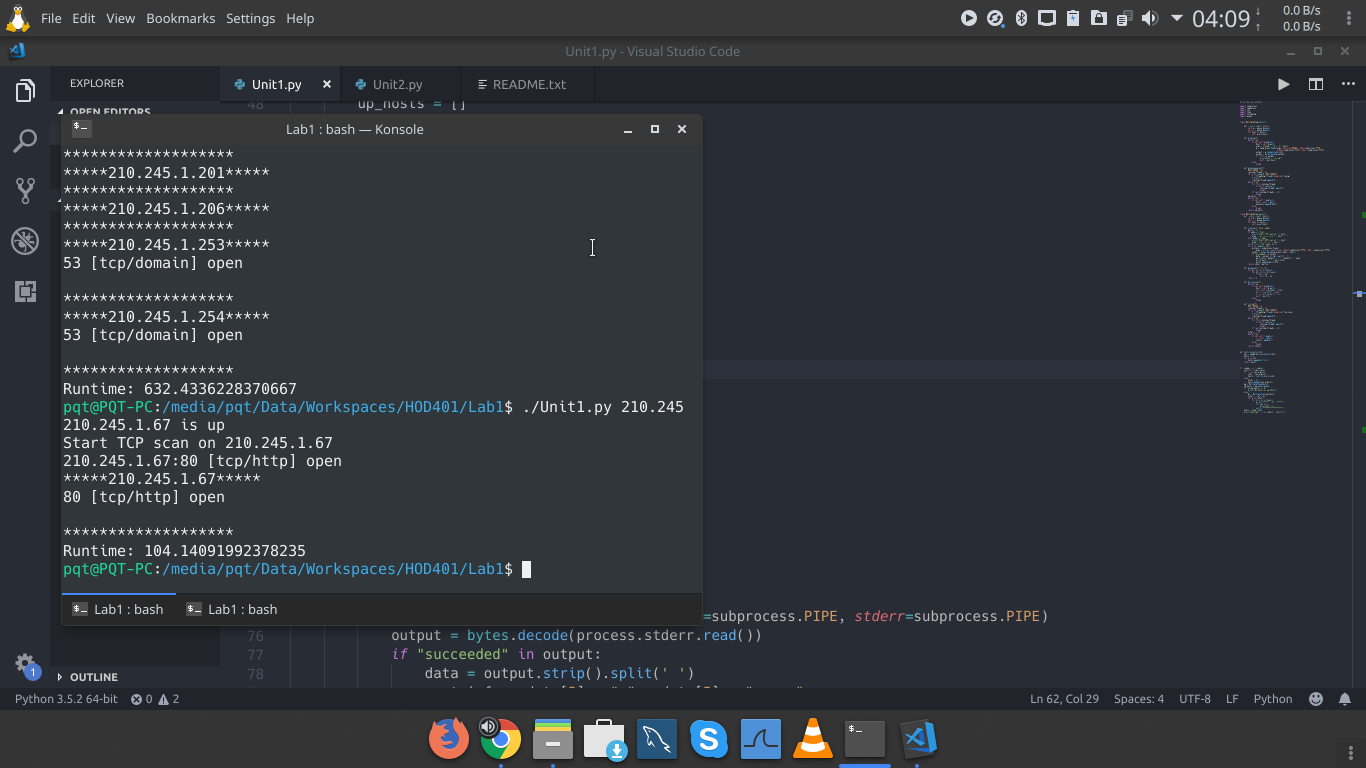 File Edit View Bookmarks Settings Help
04:09
0.0 B/s
0.0 B/s
Unit1.py - Visual Studio Code
EXPLORER
Unit1.py
Unit2.py
README.txt
OPEN EDITORS
48 up_hosts = []
Lab1 : bash — Konsole
*******************
*****210.245.1.201*****
*******************
*****210.245.1.206*****
*******************
*****210.245.1.253*****
53 [tcp/domain] open
*******************
*****210.245.1.254*****
53 [tcp/domain] open
*******************
Runtime: 632.4336228370667
pqt@PQT-PC:/media/pqt/Data/Workspaces/HOD401/Lab1$ ./Unit1.py 210.245
210.245.1.67 is up
Start TCP scan on 210.245.1.67
210.245.1.67:80 [tcp/http] open
*****210.245.1.67*****
80 [tcp/http] open
*******************
Runtime: 104.14091992378235
pqt@PQT-PC:/media/pqt/Data/Workspaces/HOD401/Lab1$
Lab1 : bash
Lab1 : bash
=subprocess.PIPE, stderr=subprocess.PIPE)
76 output = bytes.decode(process.stderr.read())
77 if "succeeded" in output:
78 data = output.strip().split(' ')
1
OUTLINE
Python 3.5.2 64-bit
0
2
Ln 62, Col 29
Spaces: 4
UTF-8
LF
Python